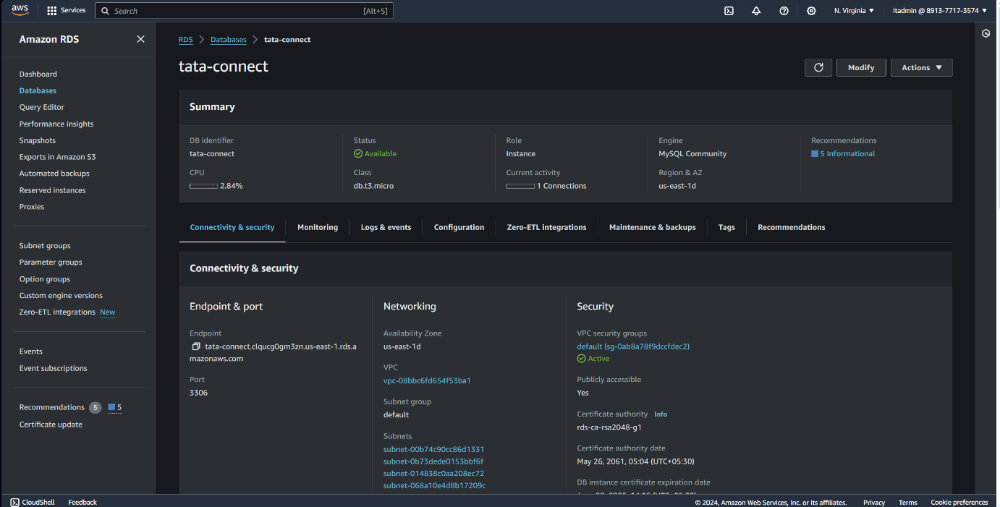 aws Services Search [Alt+S] N. Virginia ▼ itadmin @ 8913-7717-3574 ▼
Amazon RDS
Dashboard
Databases
Query Editor
Performance insights
Snapshots
Exports in Amazon S3
Automated backups
Reserved instances
Proxies
Subnet groups
Parameter groups
Option groups
Custom engine versions
Zero-ETL integrations New
Events
Event subscriptions
Recommendations 5 5
Certificate update
RDS > Databases > tata-connect
tata-connect
Modify Actions ▼
Summary
DB identifier
tata-connect
CPU
2.84%
Status
Available
Class
db.t3.micro
Role
Instance
Current activity
1 Connections
Engine
MySQL Community
Region & AZ
us-east-1d
Recommendations
5 Informational
Connectivity & security Monitoring Logs & events Configuration Zero-ETL integrations Maintenance & backups Tags Recommendations
Connectivity & security
Endpoint & port
Endpoint
tata-connect.clqucg0gm3zn.us-east-1.rds.a
mazonaws.com
Port
3306
Networking
Availability Zone
us-east-1d
VPC
vpc-08bbc6fd654f53ba1
Subnet group
default
Subnets
subnet-00b74c90cc86d1331
subnet-0b73dede0153bbf6f
subnet-014838c0aa208ec72
subnet-068a10e4d8b17209c
Security
VPC security groups
default (sg-0ab8a78f9dccfdec2)
Active
Publicly accessible
Yes
Certificate authority Info
rds-ca-rsa2048-g1
Certificate authority date
May 26, 2061, 05:04 (UTC+05:30)
DB instance certificate expiration date
CloudShell Feedback © 2024, Amazon Web Services, Inc. or its affiliates. Privacy Terms Cookie preferences